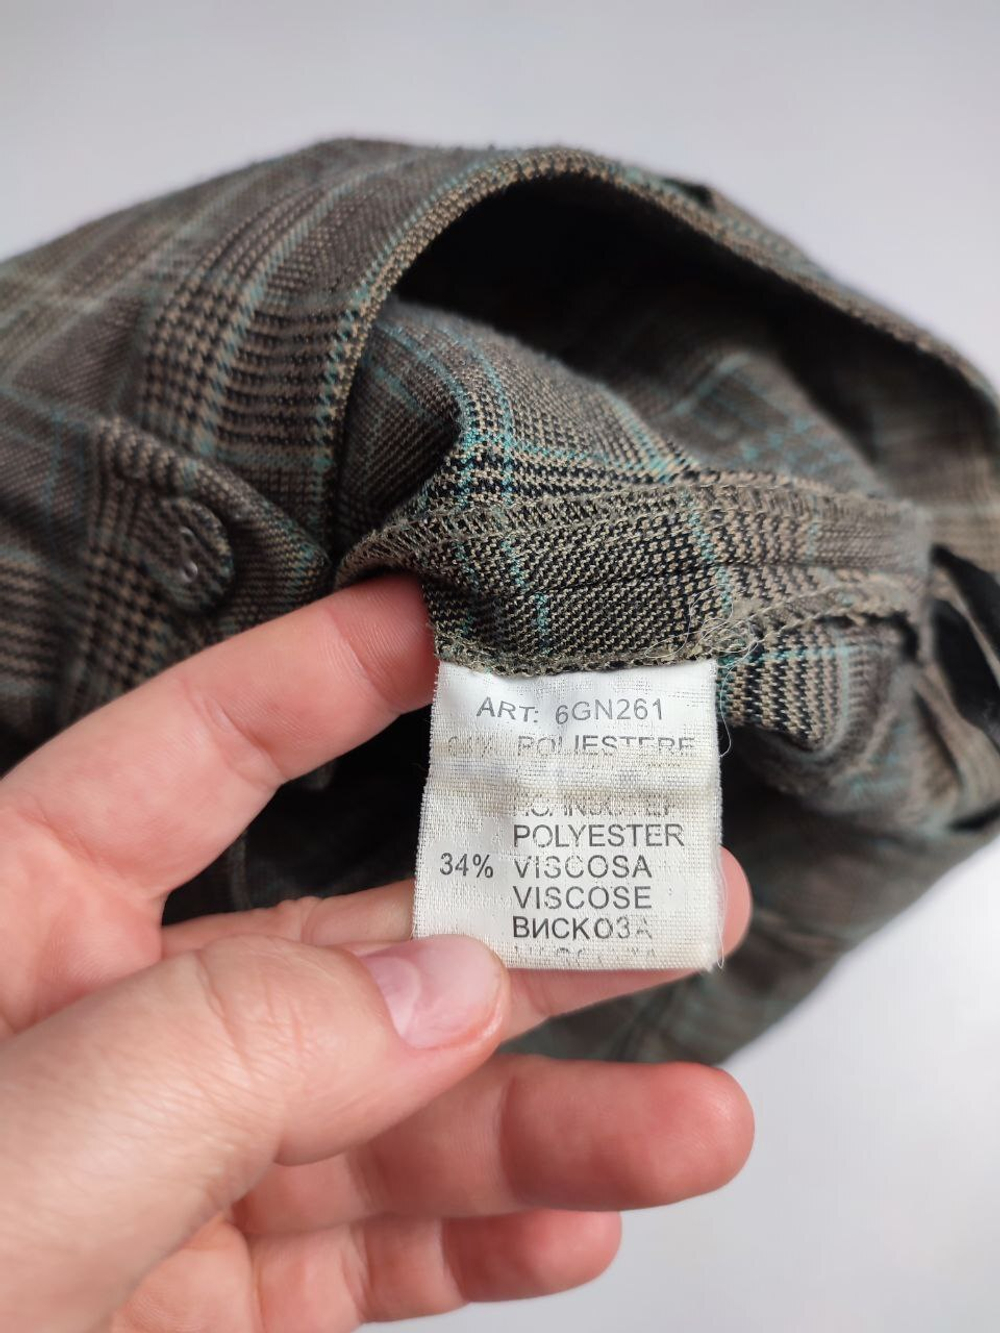 ART: 6GN261
POLIESTERE
POLYESTER
34% VISCOSA
VISCOSE
ВИСКОЗА